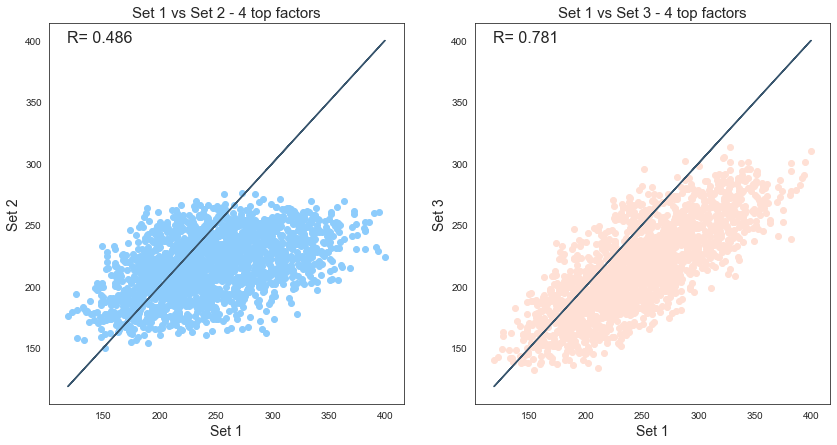 Set 1 vs Set 2 - 4 top factors
R= 0.486
400
350
300
250
200
150
Set 2
150 200 250 300 350 400
Set 1
Set 1 vs Set 3 - 4 top factors
R= 0.781
400
350
300
250
200
150
Set 3
150 200 250 300 350 400
Set 1